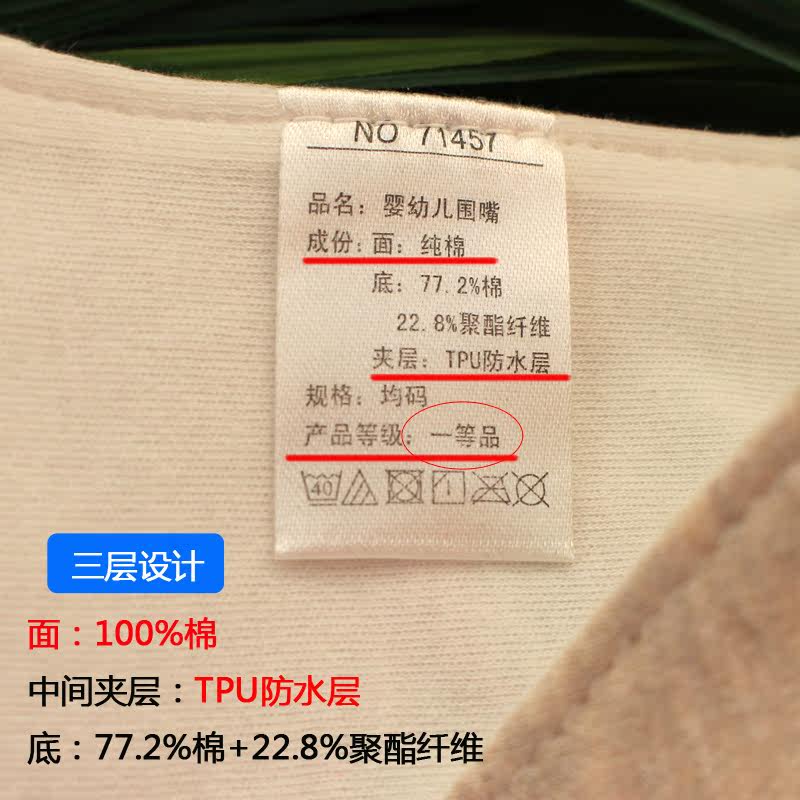 NO 71457
品名：婴幼儿围嘴
成份：面：纯棉
底：77.2%棉
22.8%聚酯纤维
夹层：TPU防水层
规格：均码
产品等级：一等品
40
三层设计
面：100%棉
中间夹层：TPU防水层
底：77.2%棉+22.8%聚酯纤维